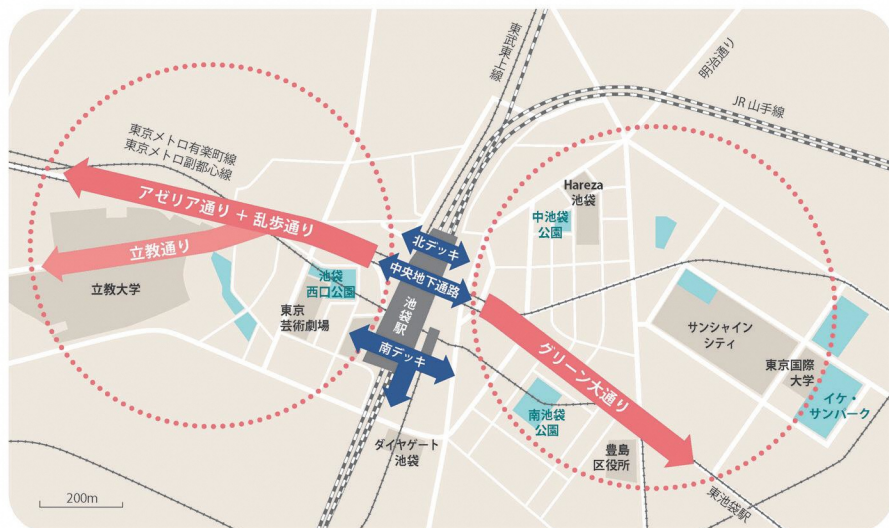 東武東上線
明治通り
JR 山手線
東京メトロ有楽町線
東京メトロ副都心線
アゼリア通り + 乱歩通り
立教通り
立教大学
池袋
西口公園
東京
芸術劇場
北デッキ
中央地下通路
池袋駅
南デッキ
ダイヤゲート
池袋
Hareza
池袋
中池袋
公園
グリーン大通り
南池袋
公園
豊島
区役所
サンシャイン
シティ
東京国際
大学
イケ・
サンパーク
東池袋駅
200m